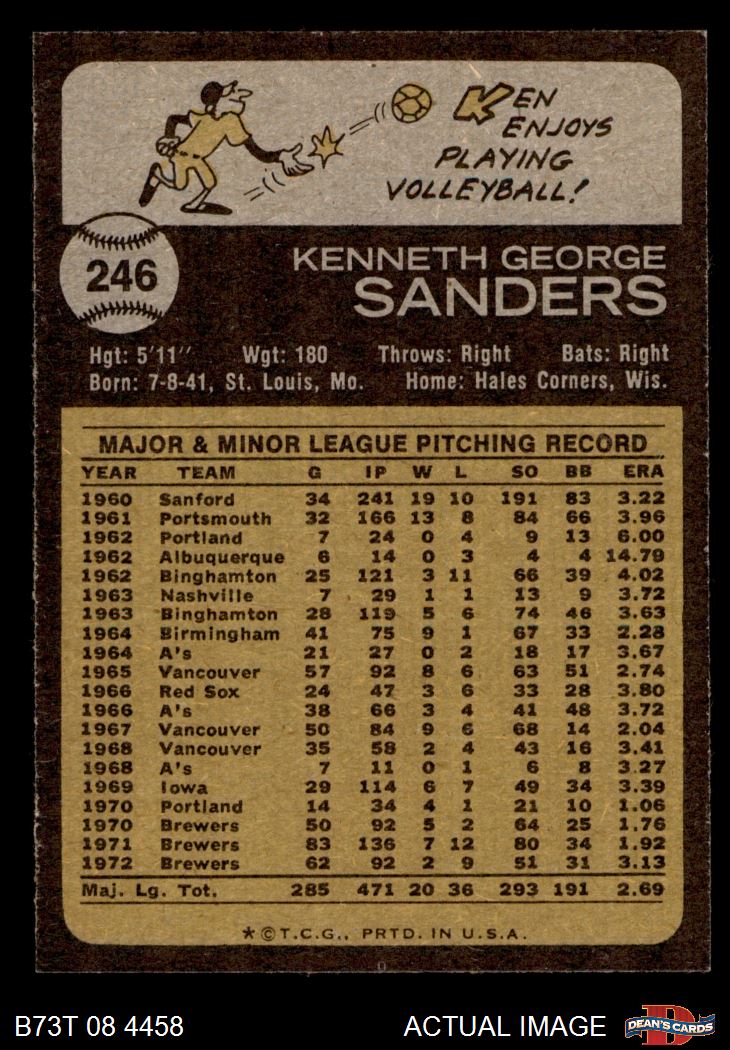 KEN
ENJOYS
PLAYING
VOLLEYBALL!
246
KENNETH GEORGE
SANDERS
Hgt: 5'11" Wgt: 180 Throws: Right Bats: Right
Born: 7-8-41, St. Louis, Mo. Home: Hales Corners, Wis.
MAJOR & MINOR LEAGUE PITCHING RECORD
YEAR TEAM G IP W L SO BB ERA
1960 Sanford 34 241 19 10 191 83 3.22
1961 Portsmouth 32 166 13 8 84 66 3.96
1962 Portland 7 24 0 4 9 13 6.00
1962 Albuquerque 6 14 0 3 4 4 14.79
1962 Binghamton 25 121 3 11 66 39 4.02
1963 Nashville 7 29 1 1 13 9 3.72
1963 Binghamton 28 119 5 6 74 46 3.63
1964 Birmingham 41 75 9 1 67 33 2.28
1964 A's 21 27 0 2 18 17 3.67
1965 Vancouver 57 92 8 6 63 51 2.74
1966 Red Sox 24 47 3 6 33 28 3.80
1966 A's 38 66 3 4 41 48 3.72
1967 Vancouver 50 84 9 6 68 14 2.04
1968 Vancouver 35 58 2 4 43 16 3.41
1968 A's 7 11 0 1 6 8 3.27
1969 Iowa 29 114 6 7 49 34 3.39
1970 Portland 14 34 4 1 21 10 1.06
1970 Brewers 50 92 5 2 64 25 1.76
1971 Brewers 83 136 7 12 80 34 1.92
1972 Brewers 62 92 2 9 51 31 3.13
Maj. Lg. Tot. 285 471 20 36 293 191 2.69
*©T.C.G., PRTD. IN U.S.A.
B73T 08 4458 ACTUAL IMAGE D DEAN'S CARDS